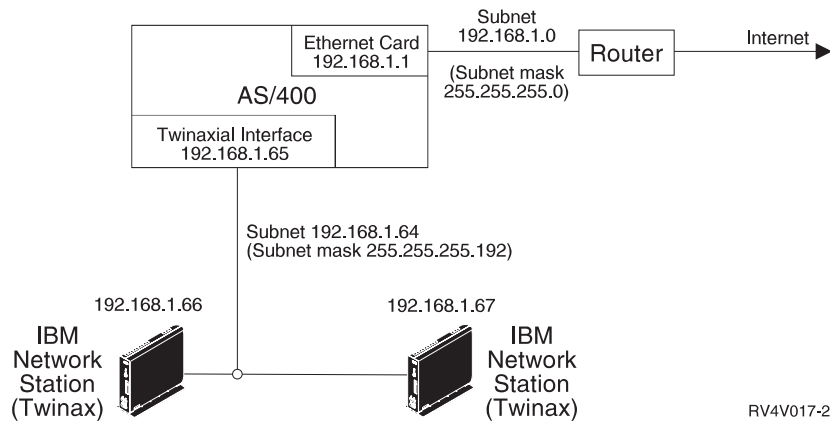 Subnet
192.168.1.0
Ethernet Card
192.168.1.1
Router
Internet
(Subnet mask
255.255.255.0)
AS/400
Twinaxial Interface
192.168.1.65
Subnet 192.168.1.64
(Subnet mask 255.255.255.192)
192.168.1.66
192.168.1.67
IBM
Network
Station
(Twinax)
IBM
Network
Station
(Twinax)
RV4V017-2